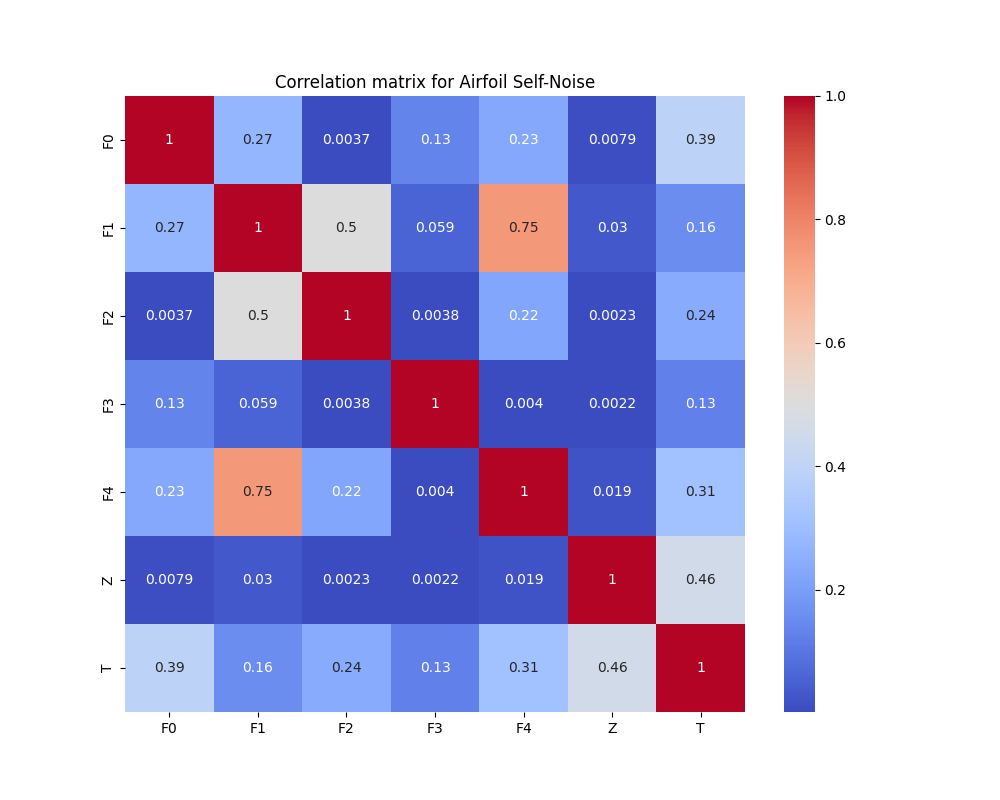 Correlation matrix for Airfoil Self-Noise
F0 1 0.27 0.0037 0.13 0.23 0.0079 0.39
F1 0.27 1 0.5 0.059 0.75 0.03 0.16
F2 0.0037 0.5 1 0.0038 0.22 0.0023 0.24
F3 0.13 0.059 0.0038 1 0.004 0.0022 0.13
F4 0.23 0.75 0.22 0.004 1 0.019 0.31
Z 0.0079 0.03 0.0023 0.0022 0.019 1 0.46
T 0.39 0.16 0.24 0.13 0.31 0.46 1
F0 F1 F2 F3 F4 Z T
1.0
0.8
0.6
0.4
0.2